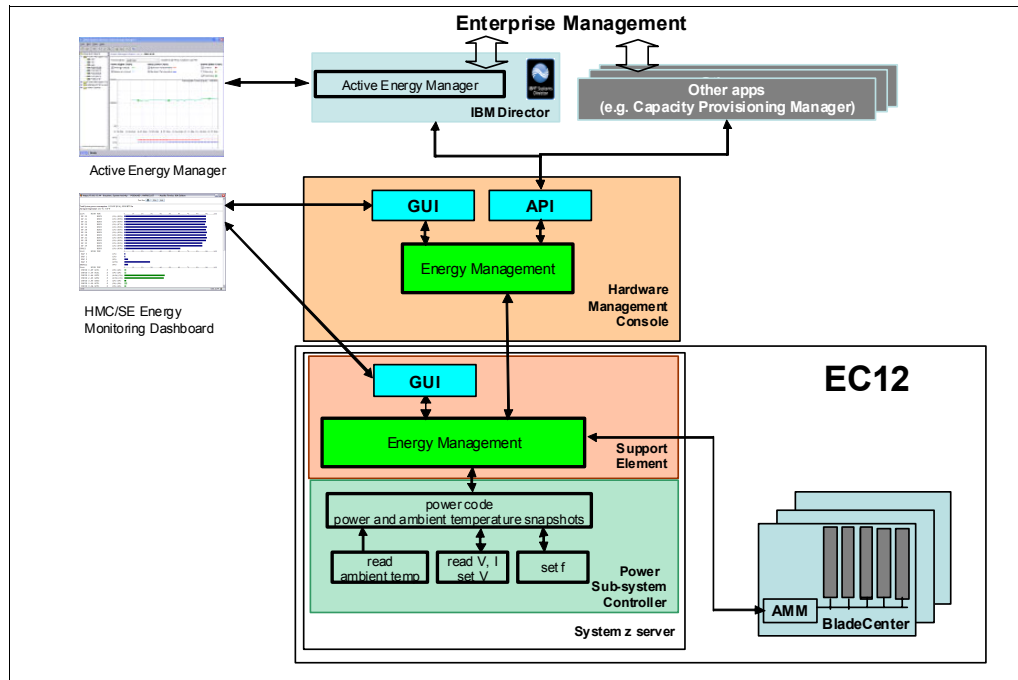 Enterprise Management
Active Energy Manager
IBM Director
Other apps
(e.g. Capacity Provisioning Manager)
Active Energy Manager
GUI
API
Energy Management
Hardware
Management
Console
HMC/SE Energy
Monitoring Dashboard
EC12
GUI
Energy Management
Support
Element
power code
power and ambient temperature snapshots
read
ambient temp
read V, I
set V
set f
Power
Sub-system
Controller
System z server
AMM
BladeCenter